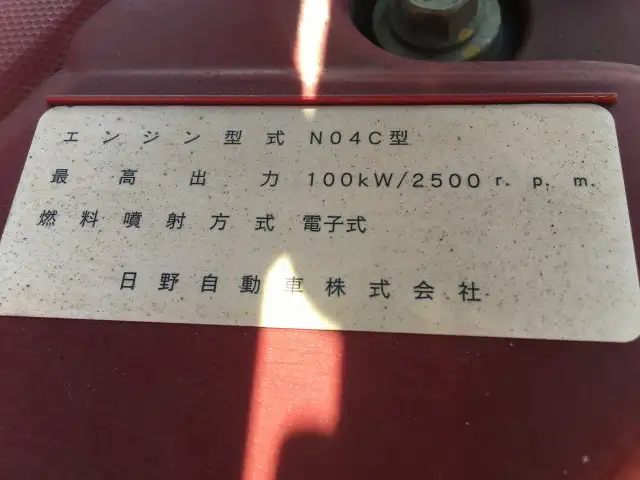 エンジン型式 N04C型
最高出力 100kW/2500r.p.m.
燃料噴射方式 電子式
日野自動車株式会社